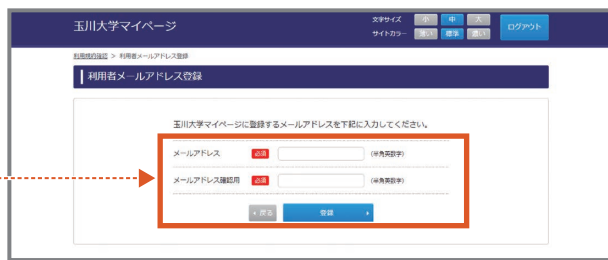 玉川大学マイページ
文字サイズ 小 中 大
サイトカラー 薄い 標準 濃い
ログアウト
利用規約確認 > 利用者メールアドレス登録
利用者メールアドレス登録
玉川大学マイページに登録するメールアドレスを下記に入力してください。
メールアドレス 必須 (半角英数字)
メールアドレス確認用 必須 (半角英数字)
戻る 登録